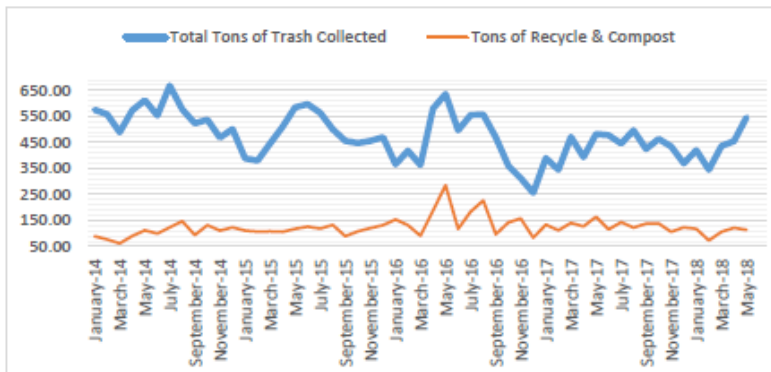 Total Tons of Trash Collected Tons of Recycle & Compost
650.00
550.00
450.00
350.00
250.00
150.00
50.00
January-14
March-14
May-14
July-14
September-14
November-14
January-15
March-15
May-15
July-15
September-15
November-15
January-16
March-16
May-16
July-16
September-16
November-16
January-17
March-17
May-17
July-17
September-17
November-17
January-18
March-18
May-18